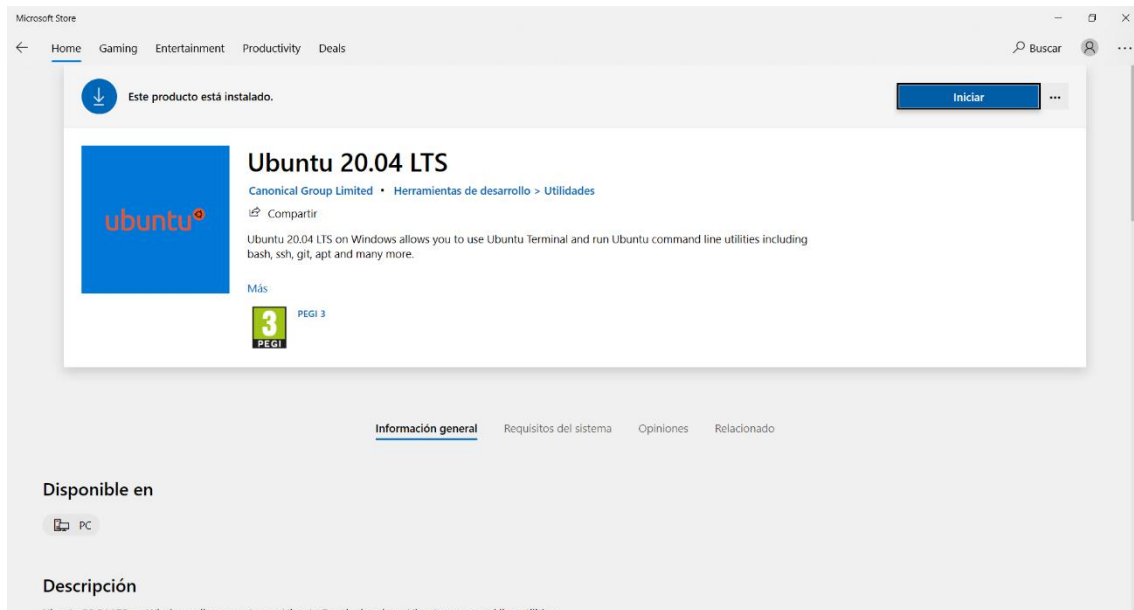 Microsoft Store
Home Gaming Entertainment Productivity Deals Buscar
Este producto está instalado. Iniciar
ubuntu
Ubuntu 20.04 LTS
Canonical Group Limited • Herramientas de desarrollo > Utilidades
Compartir
Ubuntu 20.04 LTS on Windows allows you to use Ubuntu Terminal and run Ubuntu command line utilities including
bash, ssh, git, apt and many more.
Más
3 PEGI 3
PEGI
Información general Requisitos del sistema Opiniones Relacionado
Disponible en
PC
Descripción